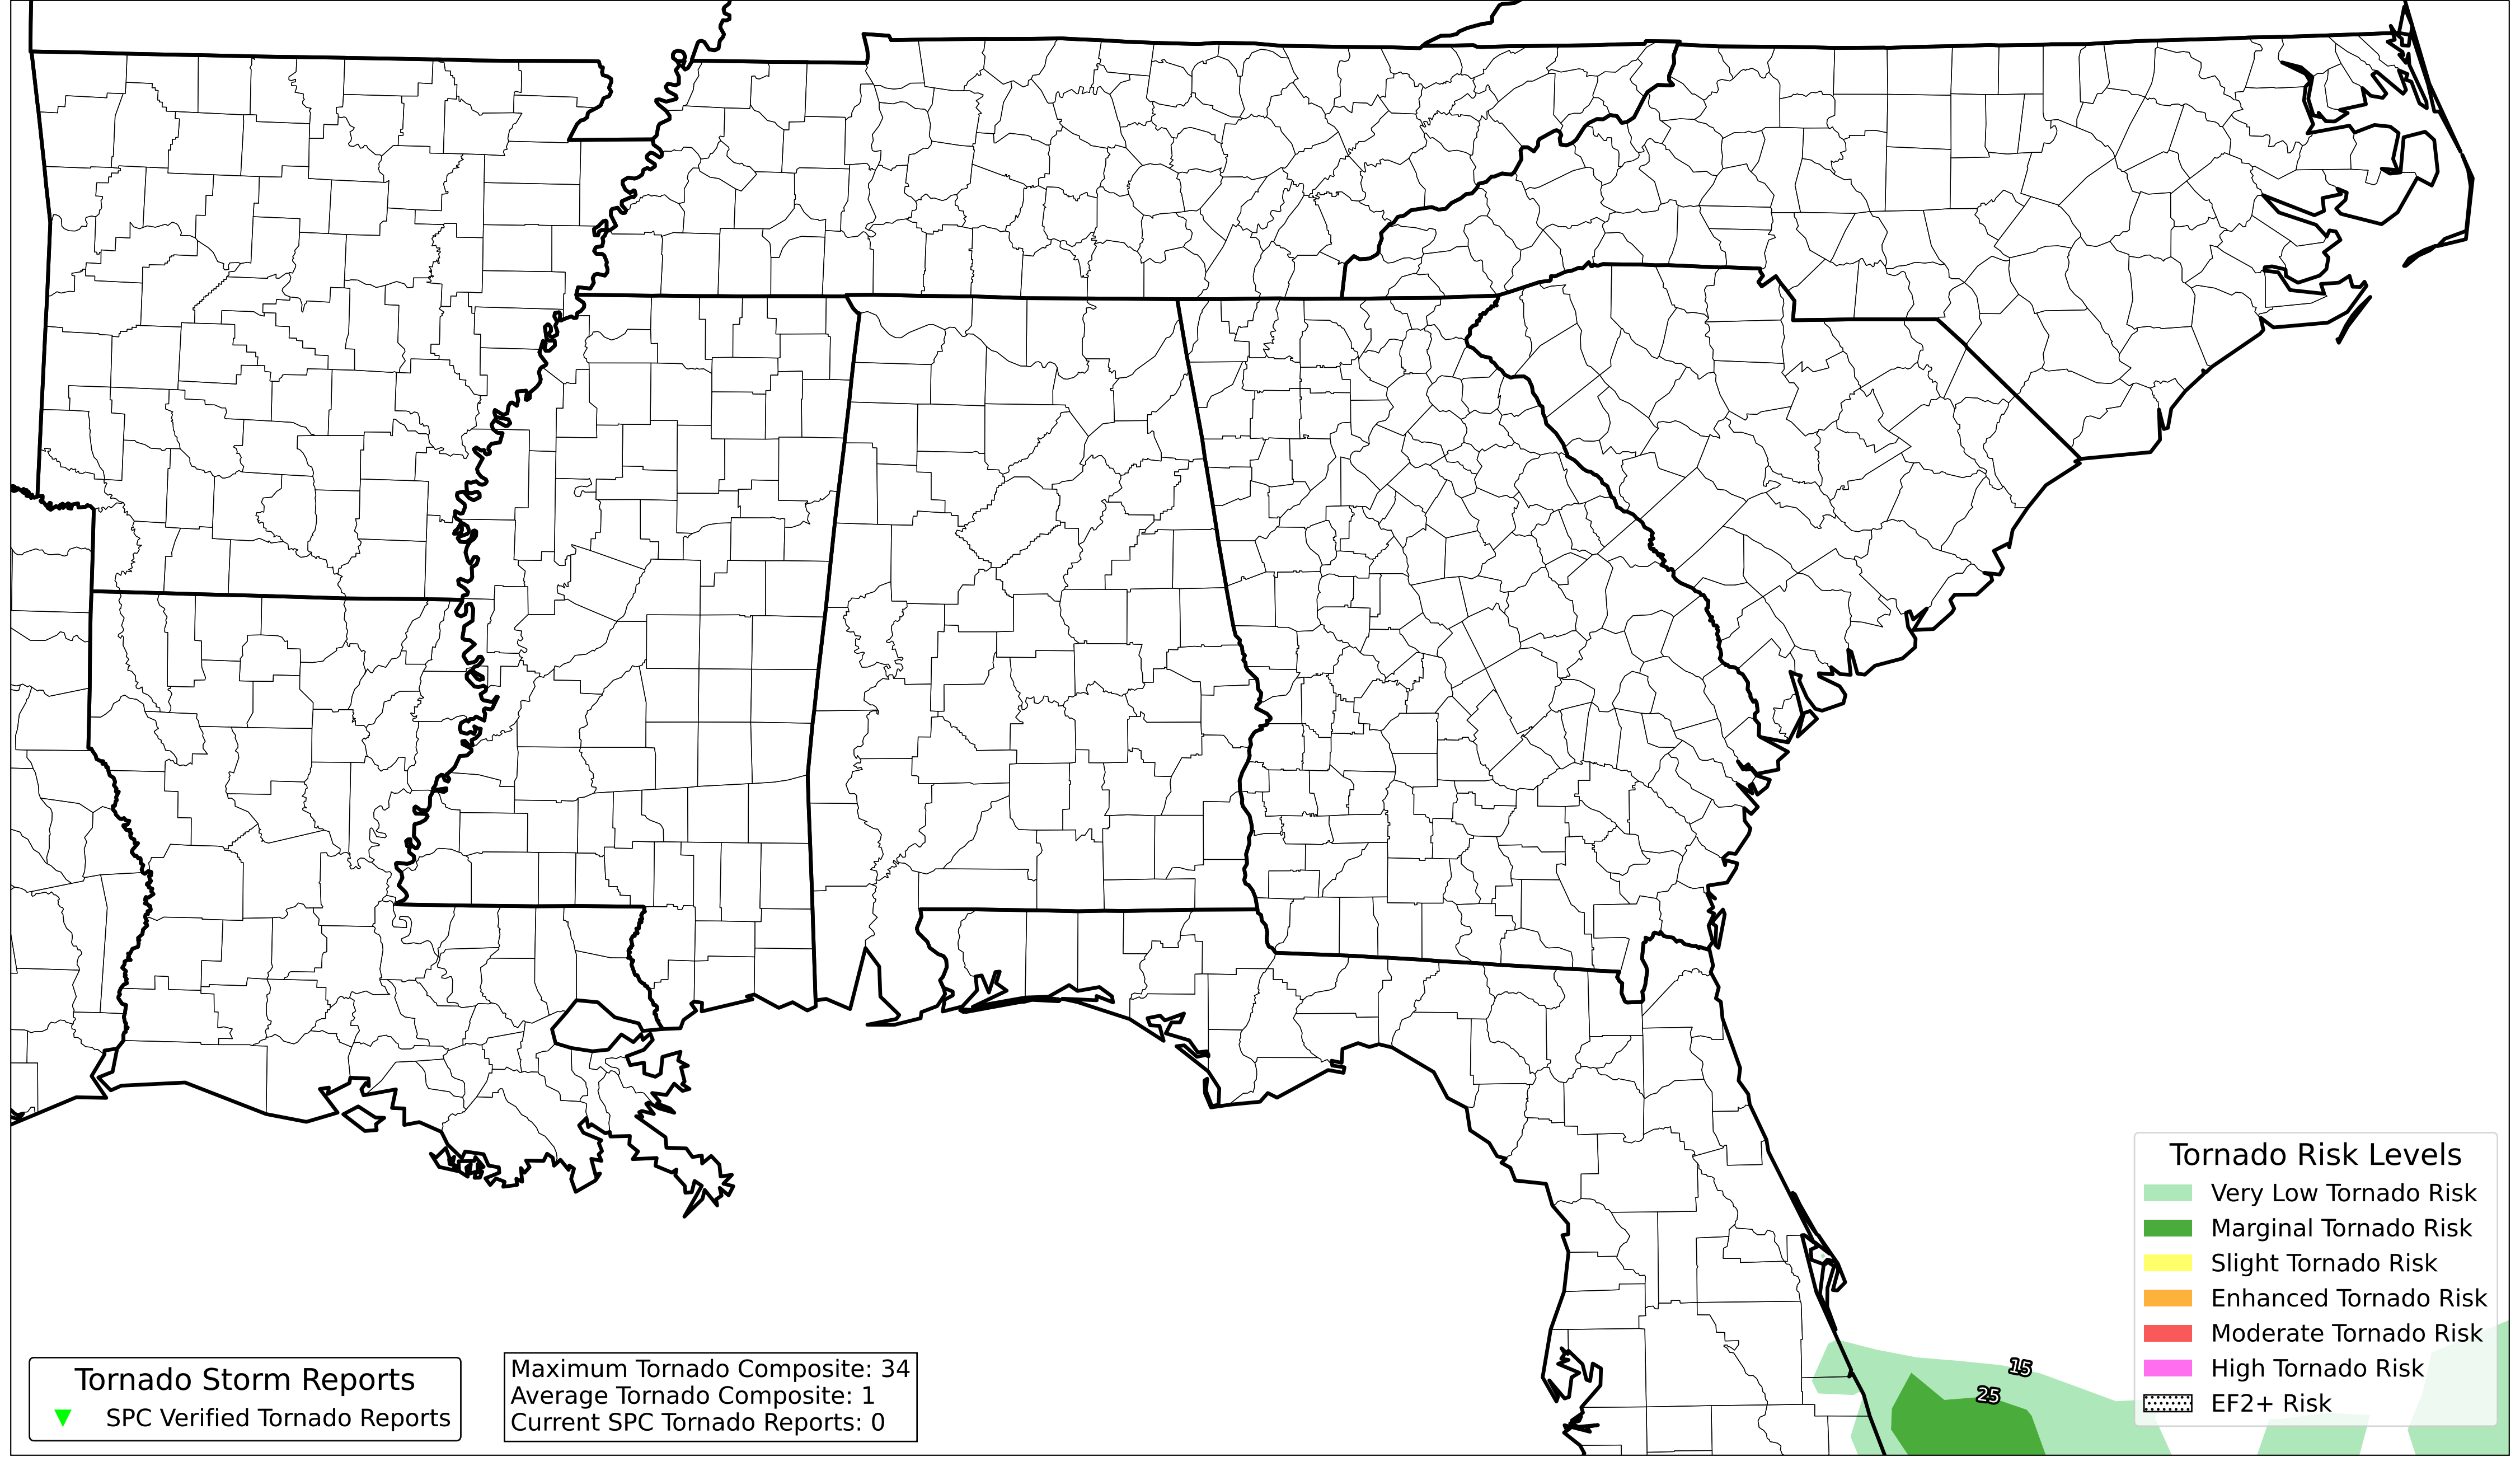 15
25
Tornado Risk Levels
Very Low Tornado Risk
Marginal Tornado Risk
Slight Tornado Risk
Enhanced Tornado Risk
Moderate Tornado Risk
High Tornado Risk
EF2+ Risk
Tornado Storm Reports
SPC Verified Tornado Reports
Maximum Tornado Composite: 34
Average Tornado Composite: 1
Current SPC Tornado Reports: 0